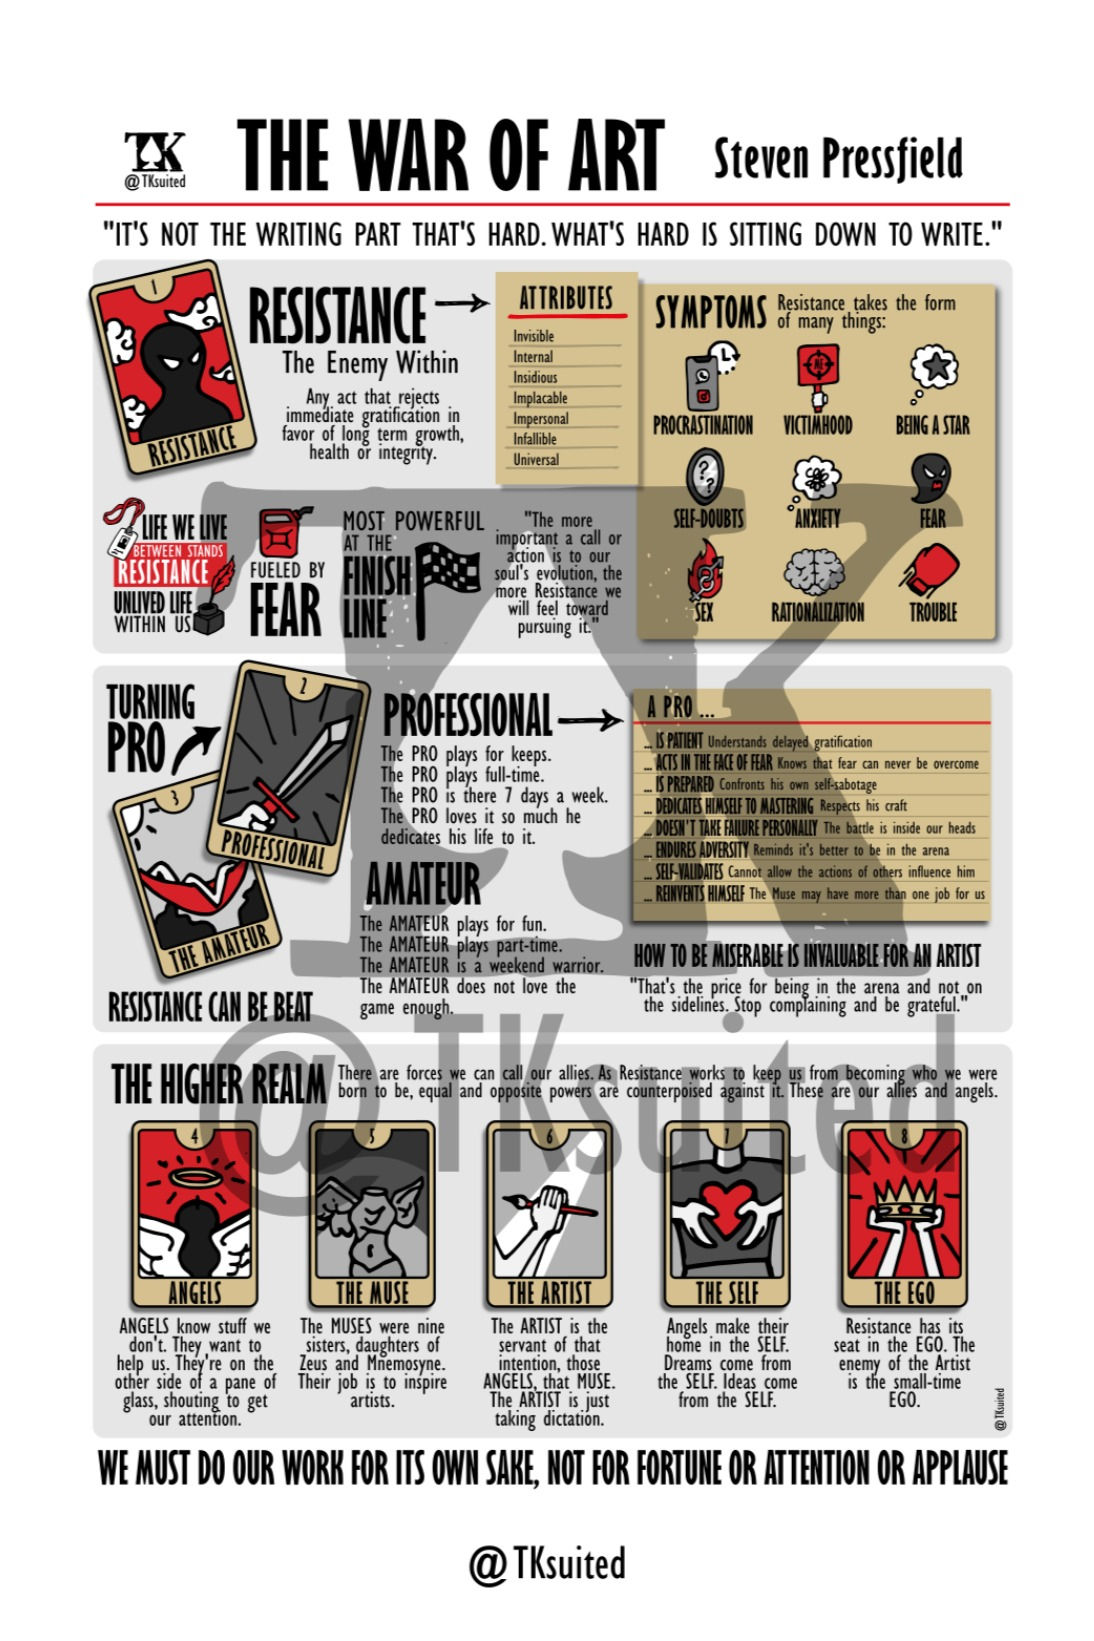 TK
@TKsuited
THE WAR OF ART
Steven Pressfield
"IT'S NOT THE WRITING PART THAT'S HARD. WHAT'S HARD IS SITTING DOWN TO WRITE."
1
RESISTANCE
RESISTANCE
The Enemy Within
Any act that rejects
immediate gratification in
favor of long term growth,
health or integrity.
ATTRIBUTES
Invisible
Internal
Insidious
Implacable
Impersonal
Infallible
Universal
SYMPTOMS
Resistance takes the form
of many things:
ME
PROCRASTINATION
VICTIMHOOD
BEING A STAR
? ?
SELF-DOUBTS
ANXIETY
FEAR
SEX
RATIONALIZATION
TROUBLE
LIFE WE LIVE
BETWEEN STANDS
RESISTANCE
UNLIVED LIFE
WITHIN US
FUELED BY
FEAR
MOST POWERFUL
AT THE
FINISH
LINE
"The more
important a call or
action is to our
soul's evolution, the
more Resistance we
will feel toward
pursuing it."
TURNING
PRO
2
PROFESSIONAL
3
THE AMATEUR
RESISTANCE CAN BE BEAT
PROFESSIONAL
The PRO plays for keeps.
The PRO plays full-time.
The PRO is there 7 days a week.
The PRO loves it so much he
dedicates his life to it.
AMATEUR
The AMATEUR plays for fun.
The AMATEUR plays part-time.
The AMATEUR is a weekend warrior.
The AMATEUR does not love the
game enough.
A PRO ...
... IS PATIENT Understands delayed gratification
... ACTS IN THE FACE OF FEAR Knows that fear can never be overcome
... IS PREPARED Confronts his own self-sabotage
... DEDICATES HIMSELF TO MASTERING Respects his craft
... DOESN'T TAKE FAILURE PERSONALLY The battle is inside our heads
... ENDURES ADVERSITY Reminds it's better to be in the arena
... SELF-VALIDATES Cannot allow the actions of others influence him
... REINVENTS HIMSELF The Muse may have more than one job for us
HOW TO BE MISERABLE IS INVALUABLE FOR AN ARTIST
"That's the price for being in the arena and not on
the sidelines. Stop complaining and be grateful."
TK
@TKsuited
THE HIGHER REALM
There are forces we can call our allies. As Resistance works to keep us from becoming who we were
born to be, equal and opposite powers are counterpoised against it. These are our allies and angels.
4
ANGELS
ANGELS know stuff we
don't. They want to
help us. They're on the
other side of a pane of
glass, shouting to get
our attention.
5
THE MUSE
The MUSES were nine
sisters, daughters of
Zeus and Mnemosyne.
Their job is to inspire
artists.
6
THE ARTIST
The ARTIST is the
servant of that
intention, those
ANGELS, that MUSE.
The ARTIST is just
taking dictation.
7
THE SELF
Angels make their
home in the SELF.
Dreams come from
the SELF. Ideas come
from the SELF.
8
THE EGO
Resistance has its
seat in the EGO. The
enemy of the Artist
is the small-time
EGO.
@TKsuited
WE MUST DO OUR WORK FOR ITS OWN SAKE, NOT FOR FORTUNE OR ATTENTION OR APPLAUSE
@TKsuited